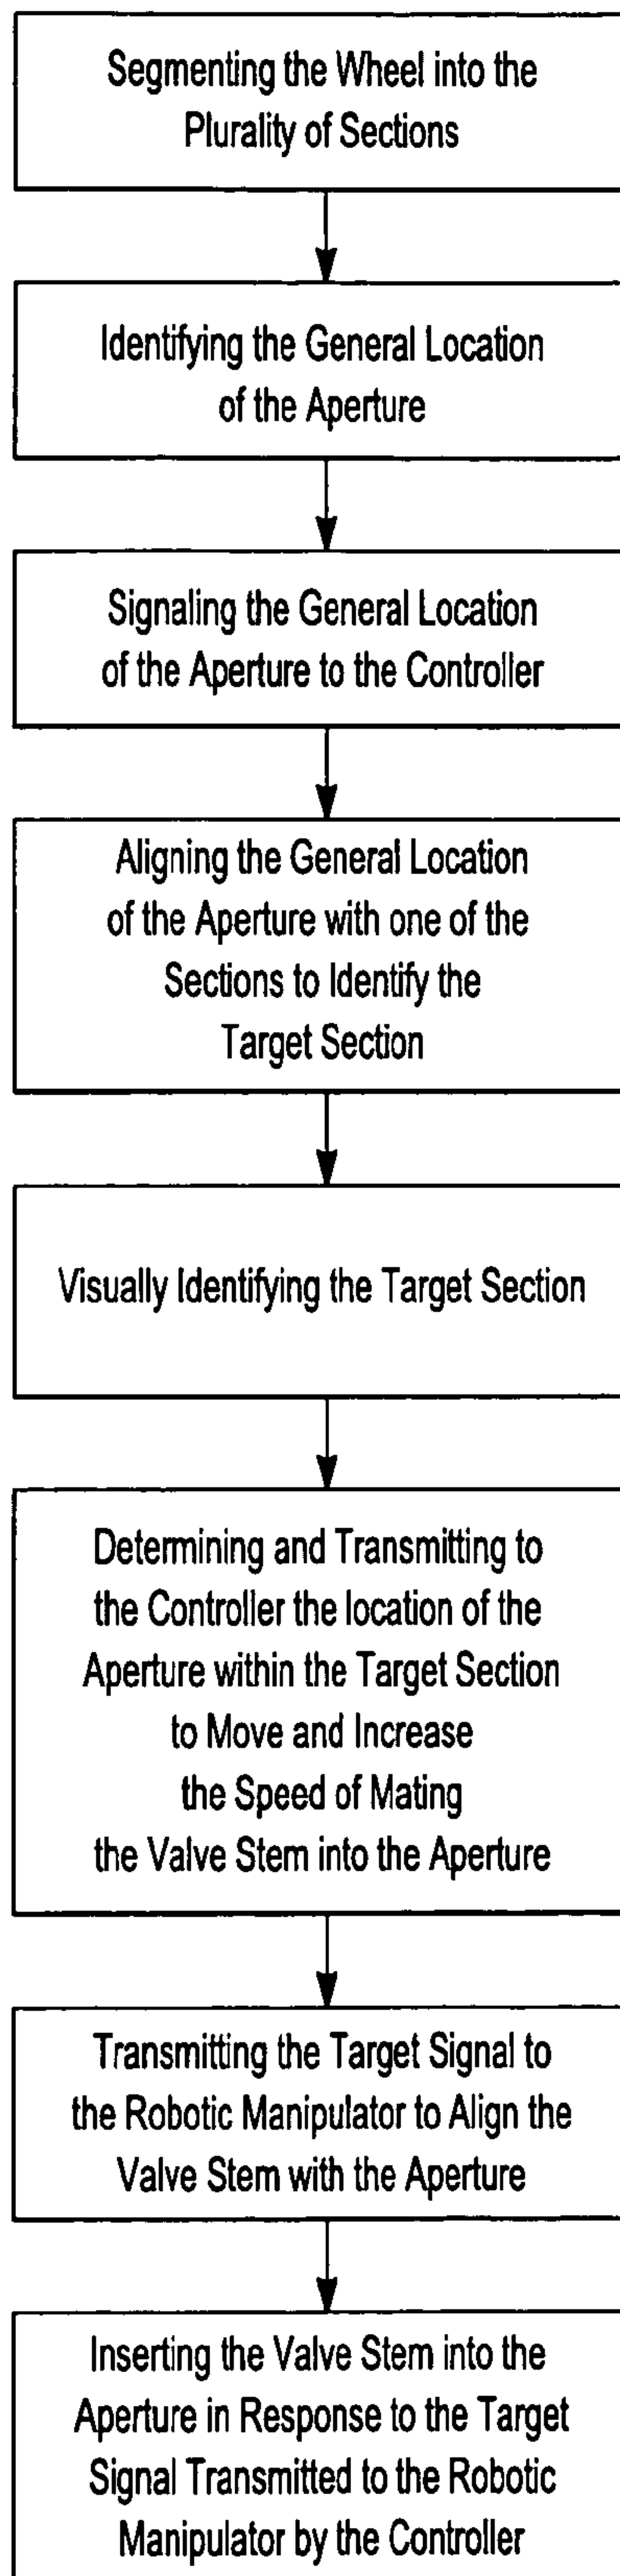 Segmenting the Wheel into the
Plurality of Sections
Identifying the General Location
of the Aperture
Signaling the General Location
of the Aperture to the Controller
Aligning the General Location
of the Aperture with one of the
Sections to Identify the
Target Section
Visually Identifying the Target Section
Determining and Transmitting to
the Controller the location of the
Aperture within the Target Section
to Move and Increase
the Speed of Mating
the Valve Stem into the Aperture
Transmitting the Target Signal to
the Robotic Manipulator to Align the
Valve Stem with the Aperture
Inserting the Valve Stem into the
Aperture in Response to the Target
Signal Transmitted to the Robotic
Manipulator by the Controller